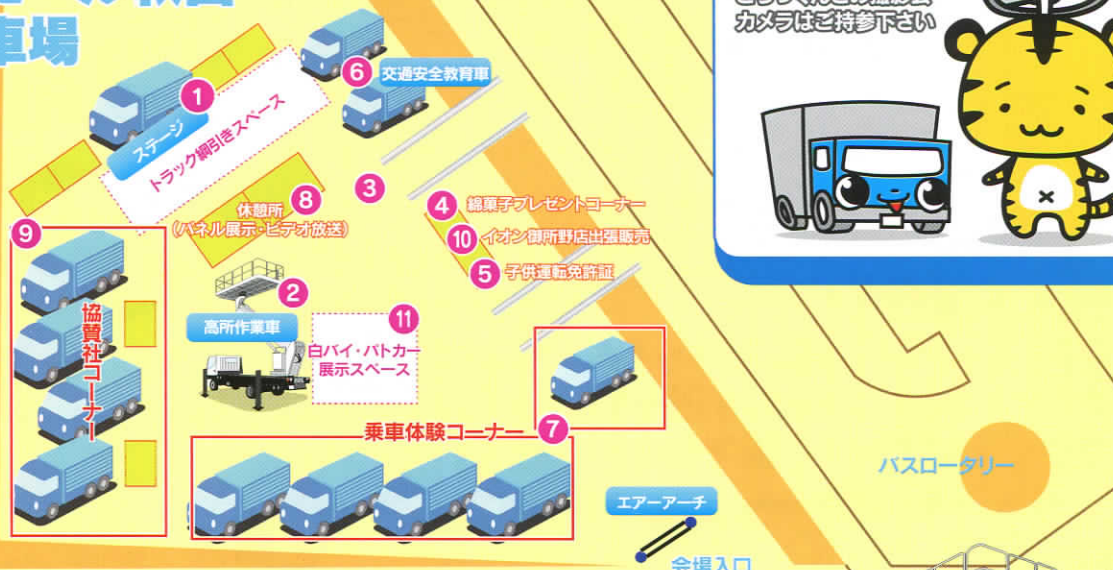 車場
カメラはご持参下さい
1
ステージ
トラック綱引きスペース
6
交通安全教育車
3
8
休憩所
(パネル展示・ビデオ放送)
4
綿菓子プレゼントコーナー
10
イオン御所野店出張販売
5
子供運転免許証
9
協賛社コーナー
2
高所作業車
11
白バイ・パトカー
展示スペース
乗車体験コーナー
7
バスロータリー
エアーアーチ
会場入口